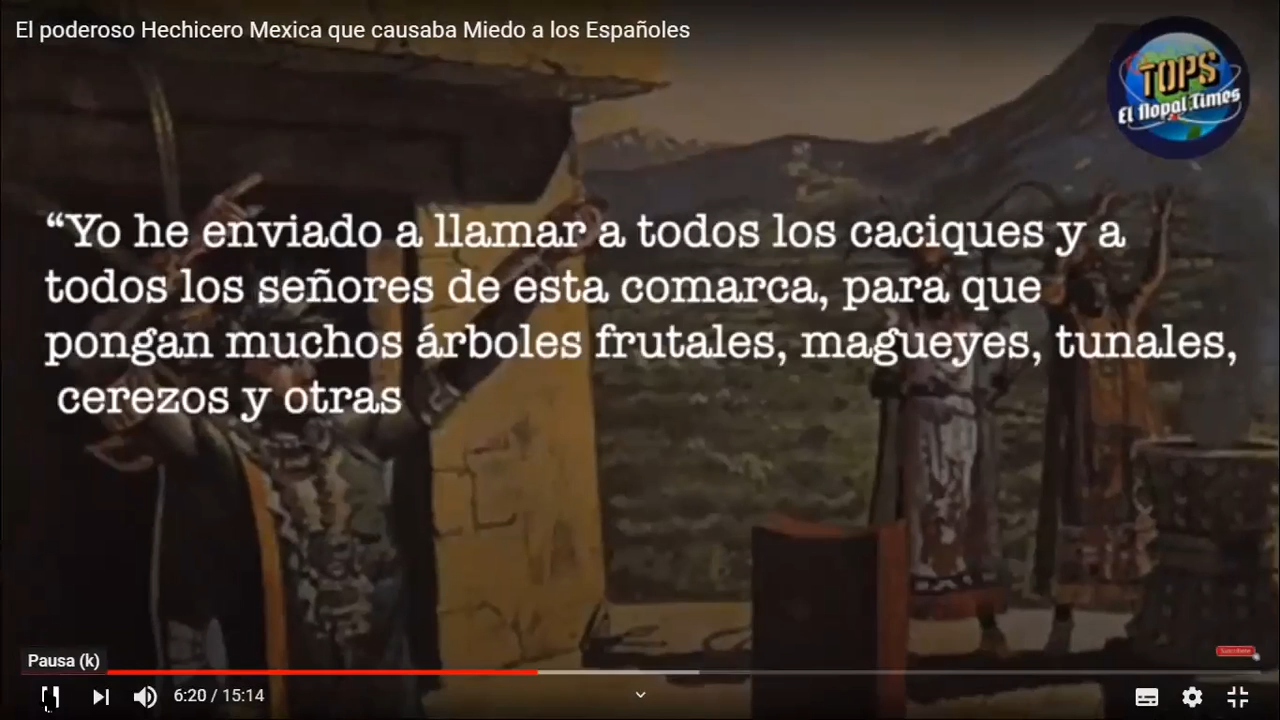 El poderoso Hechicero Mexica que causaba Miedo a los Españoles
TOPS
El Nopal Times
“Yo he enviado a llamar a todos los caciques y a
todos los señores de esta comarca, para que
pongan muchos árboles frutales, magueyes, tunales,
cerezos y otras
Suscríbete
Pausa (k)
6:20 / 15:14